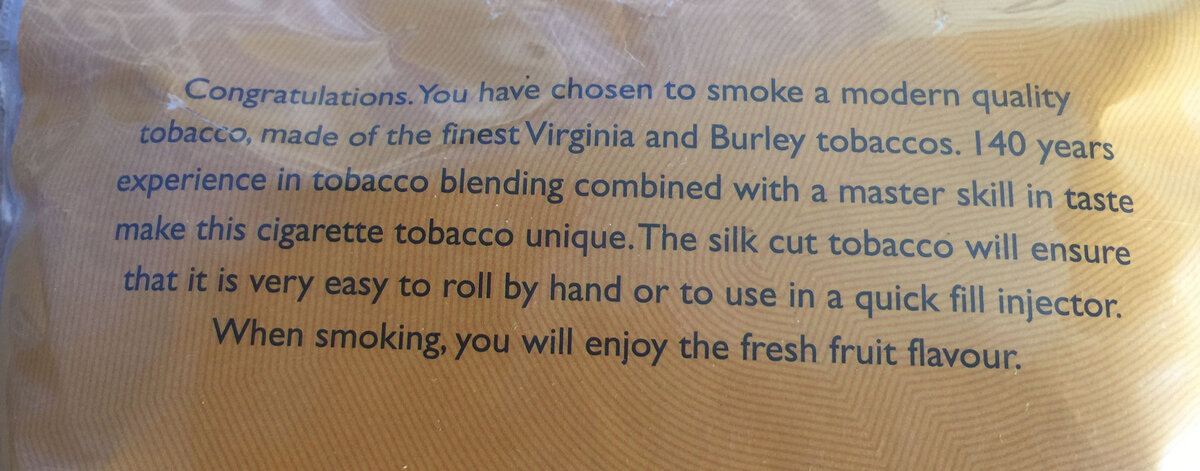 Congratulations. You have chosen to smoke a modern quality
tobacco, made of the finest Virginia and Burley tobaccos. 140 years
experience in tobacco blending combined with a master skill in taste
make this cigarette tobacco unique. The silk cut tobacco will ensure
that it is very easy to roll by hand or to use in a quick fill injector.
When smoking, you will enjoy the fresh fruit flavour.